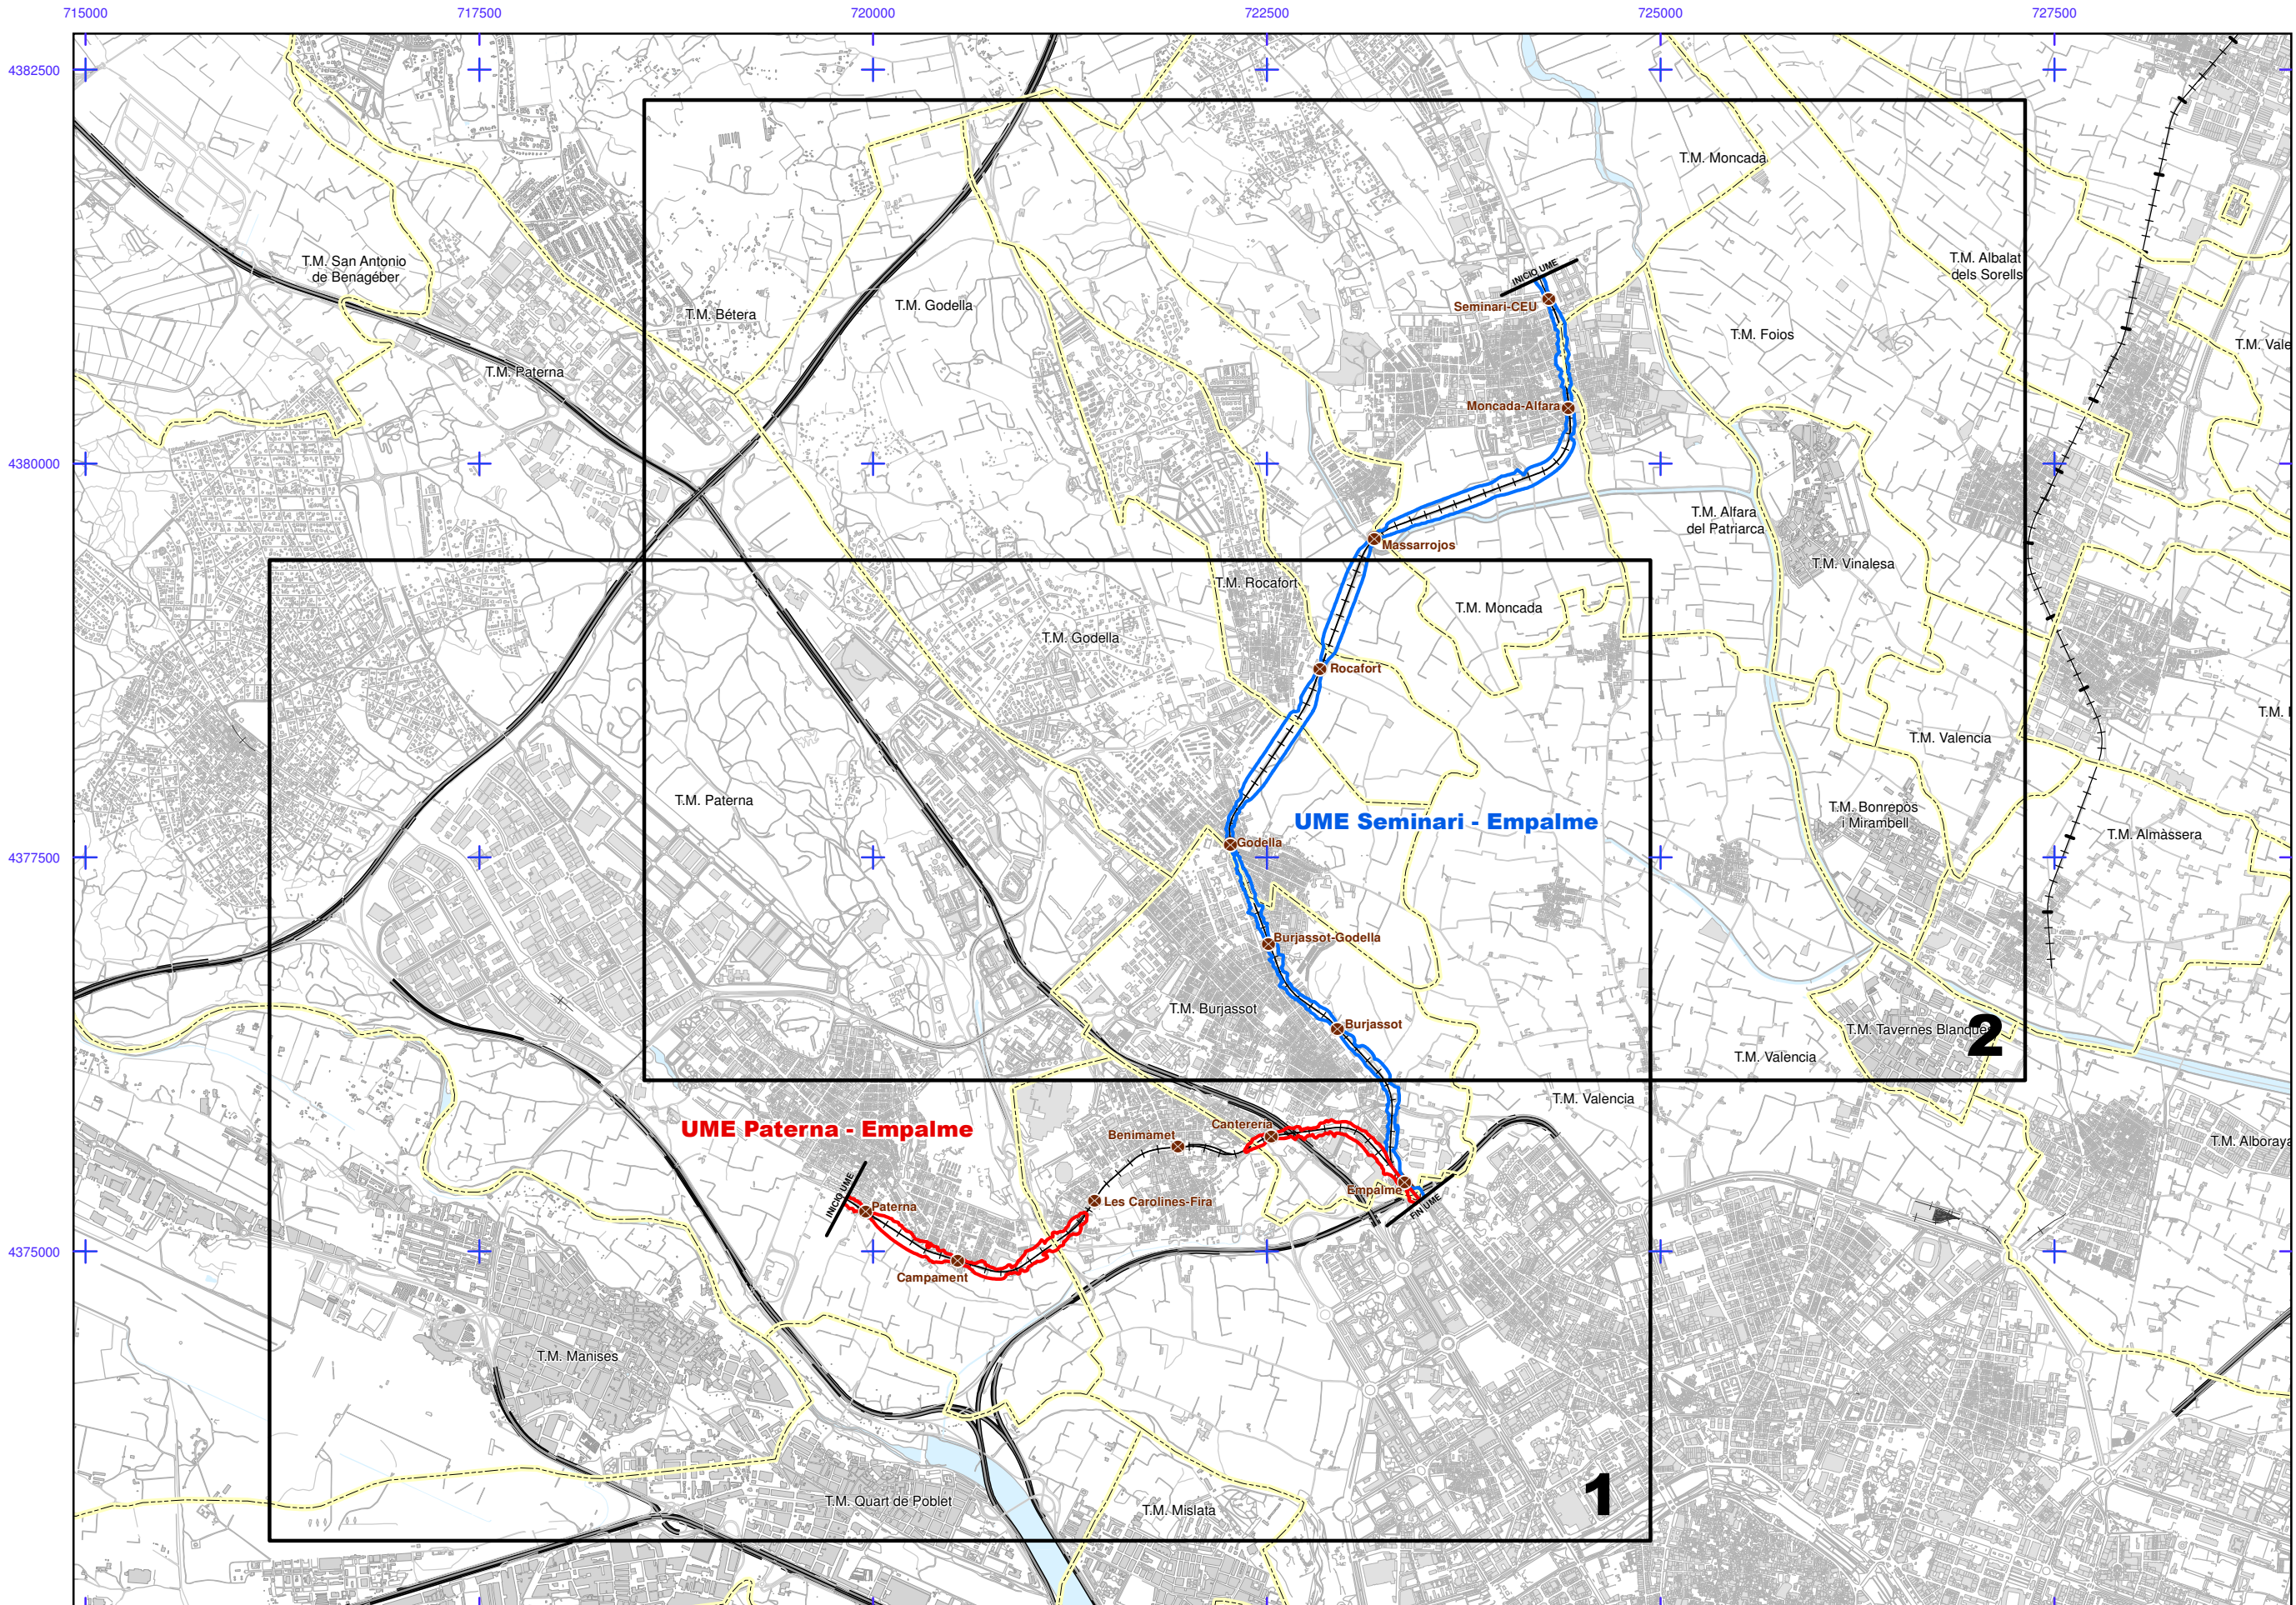 715000
717500
720000
722500
725000
727500
4382500
4380000
4377500
4375000
T.M. Moncada
T.M. San Antonio
de Benagéber
T.M. Albalat
dels Sorells
INICIO UME
Seminari-CEU
T.M. Godella
T.M. Bétera
T.M. Foios
T.M. Vale
T.M. Paterna
Moncada-Alfara
T.M. Alfara
del Patriarca
Massarrojos
T.M. Vinalesa
T.M. Rocafort
T.M. Moncada
T.M. Godella
Rocafort
T.M. Valencia
T.M. Paterna
UME Seminari - Empalme
T.M. Bonrepòs
i Mirambell
T.M. Almàssera
Godella
Burjassot-Godella
T.M. Burjassot
Burjassot
T.M. Tavernes Blanque
2
T.M. Valencia
T.M. Valencia
UME Paterna - Empalme
Cantereria
Benimàmet
T.M. Alboraya
INICIO UME
Paterna
Les Carolines-Fira
Empalme
FIN UME
Campament
T.M. Manises
T.M. Quart de Poblet
T.M. Mislata
1